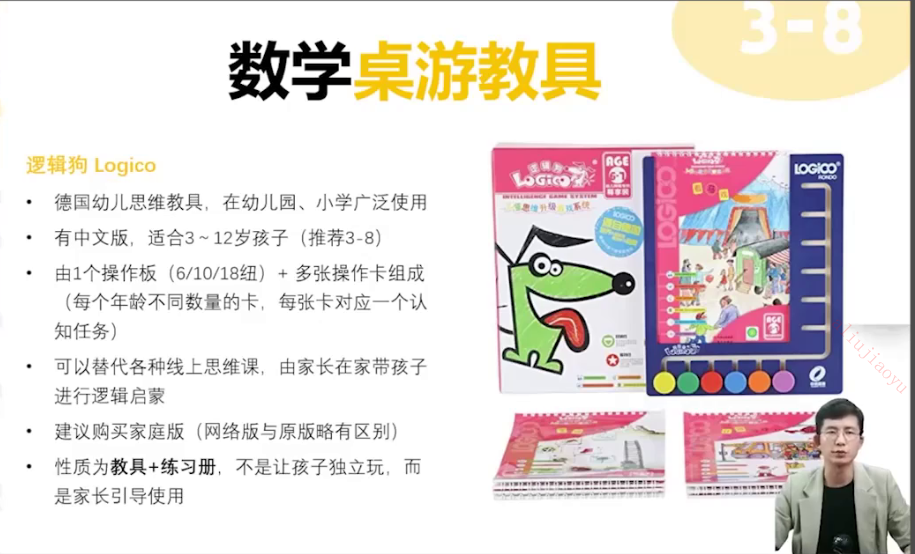 3-8
数学桌游教具
逻辑狗 Logico
• 德国幼儿思维教具，在幼儿园、小学广泛使用
• 有中文版，适合3～12岁孩子（推荐3-8）
• 由1个操作板（6/10/18纽）+ 多张操作卡组成
（每个年龄不同数量的卡，每张卡对应一个认
知任务）
• 可以替代各种线上思维课，由家长在家带孩子
进行逻辑启蒙
• 建议购买家庭版（网络版与原版略有区别）
• 性质为教具+练习册，不是让孩子独立玩，而
是家长引导使用
逻辑狗
LOGICO
AGE
INTELLIGENCE GAME SYSTEM
LOGICO
LOGICO
RONDO
LOGICO
AGE
liujiaoyu